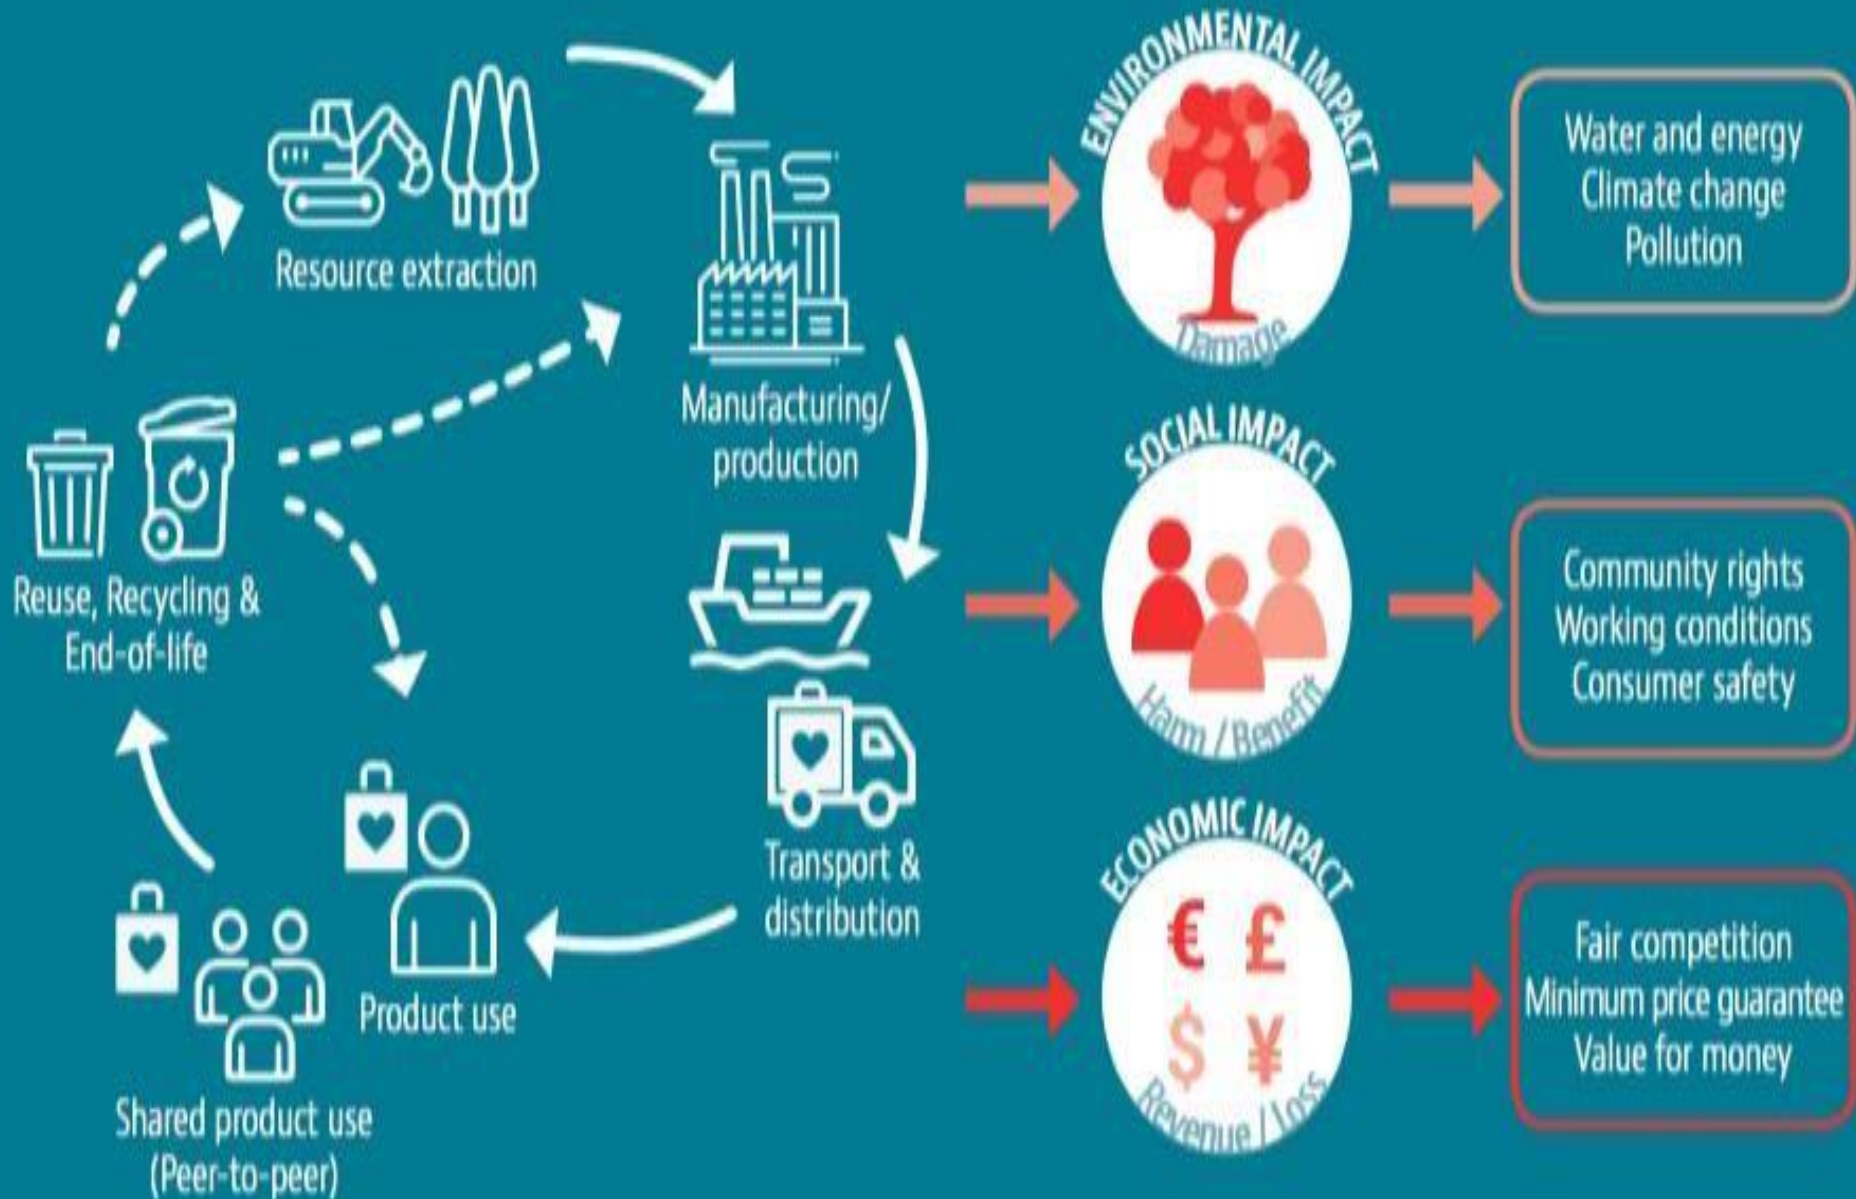 Resource extraction
Manufacturing/
production
Reuse, Recycling &
End-of-life
Transport &
distribution
Product use
Shared product use
(Peer-to-peer)
ENVIRONMENTAL IMPACT
Damage
Water and energy
Climate change
Pollution
SOCIAL IMPACT
Harm / Benefit
Community rights
Working conditions
Consumer safety
ECONOMIC IMPACT
€ £
$ ¥
Revenue / Loss
Fair competition
Minimum price guarantee
Value for money